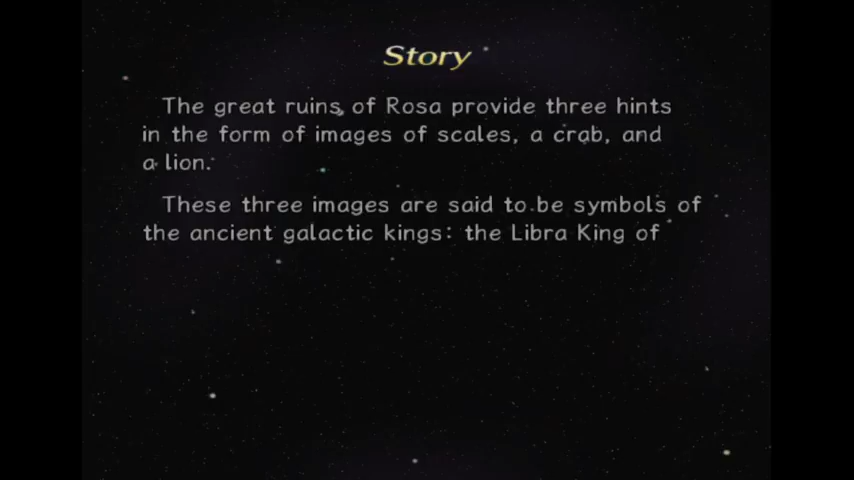 Story
The great ruins of Rosa provide three hints
in the form of images of scales, a crab, and
a lion.
These three images are said to be symbols of
the ancient galactic kings: the Libra King of